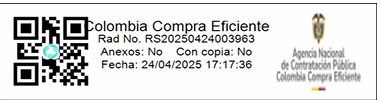 Colombia Compra Eficiente
Rad No. RS20250424003963
Anexos: No Con copia: No
Fecha: 24/04/2025 17:17:36
Agencia Nacional
de Contratación Pública
Colombia Compra Eficiente